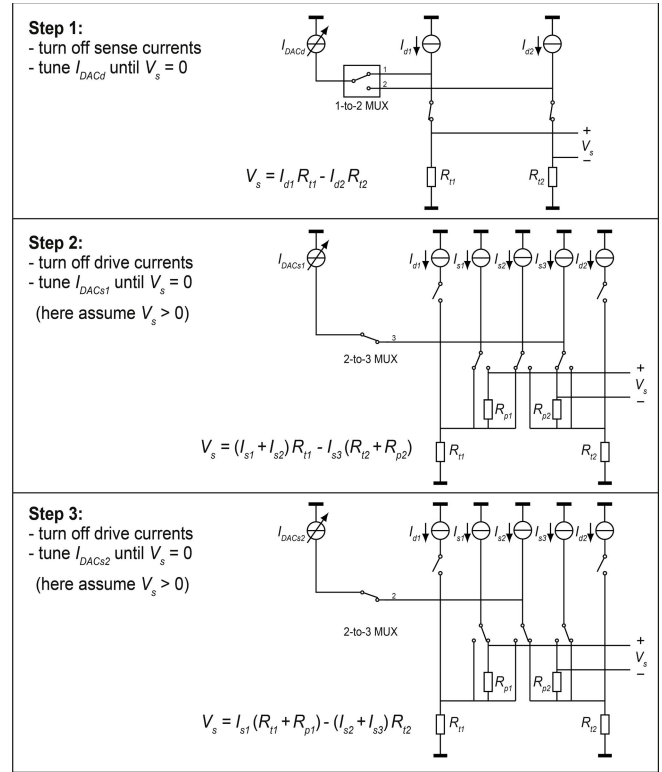 Step 1:
- turn off sense currents
- tune I_DACd until V_s = 0
I_DACd
I_d1
I_d2
1
2
1-to-2 MUX
+
V_s
−
V_s = I_d1 R_t1 - I_d2 R_t2
R_t1
R_t2
Step 2:
- turn off drive currents
- tune I_DACs1 until V_s = 0
(here assume V_s > 0)
I_DACs1
I_d1
I_s1
I_s2
I_s3
I_d2
3
2-to-3 MUX
+
V_s
−
R_p1
R_p2
V_s = (I_s1 + I_s2) R_t1 - I_s3 (R_t2 + R_p2)
R_t1
R_t2
Step 3:
- turn off drive currents
- tune I_DACs2 until V_s = 0
(here assume V_s > 0)
I_DACs2
I_d1
I_s1
I_s2
I_s3
I_d2
2
2-to-3 MUX
+
V_s
−
R_p1
R_p2
V_s = I_s1 (R_t1 + R_p1) - (I_s2 + I_s3) R_t2
R_t1
R_t2